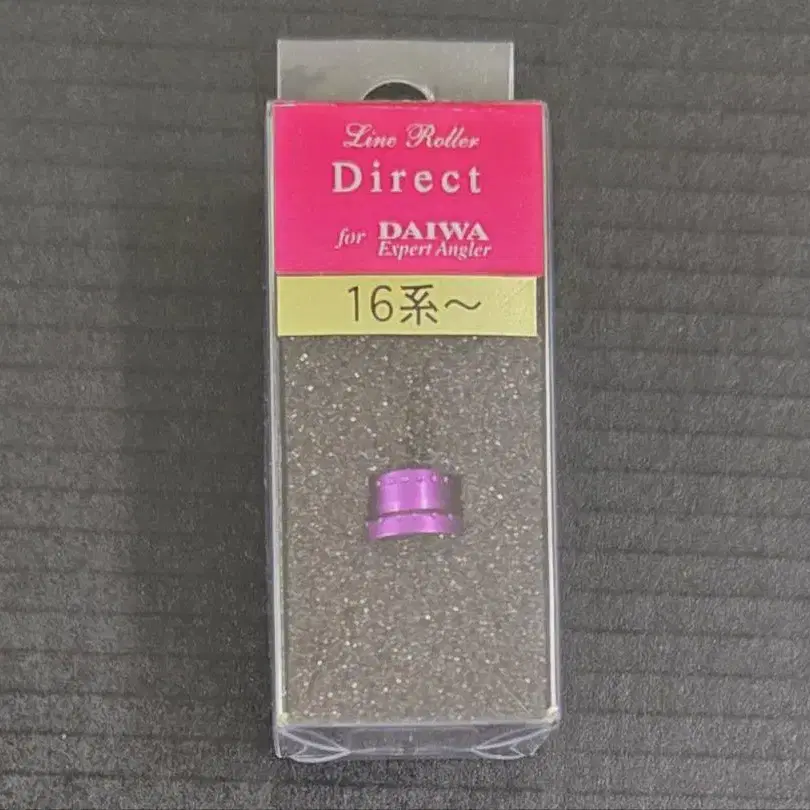 Line Roller
Direct
for DAIWA
Expert Angler
16系〜